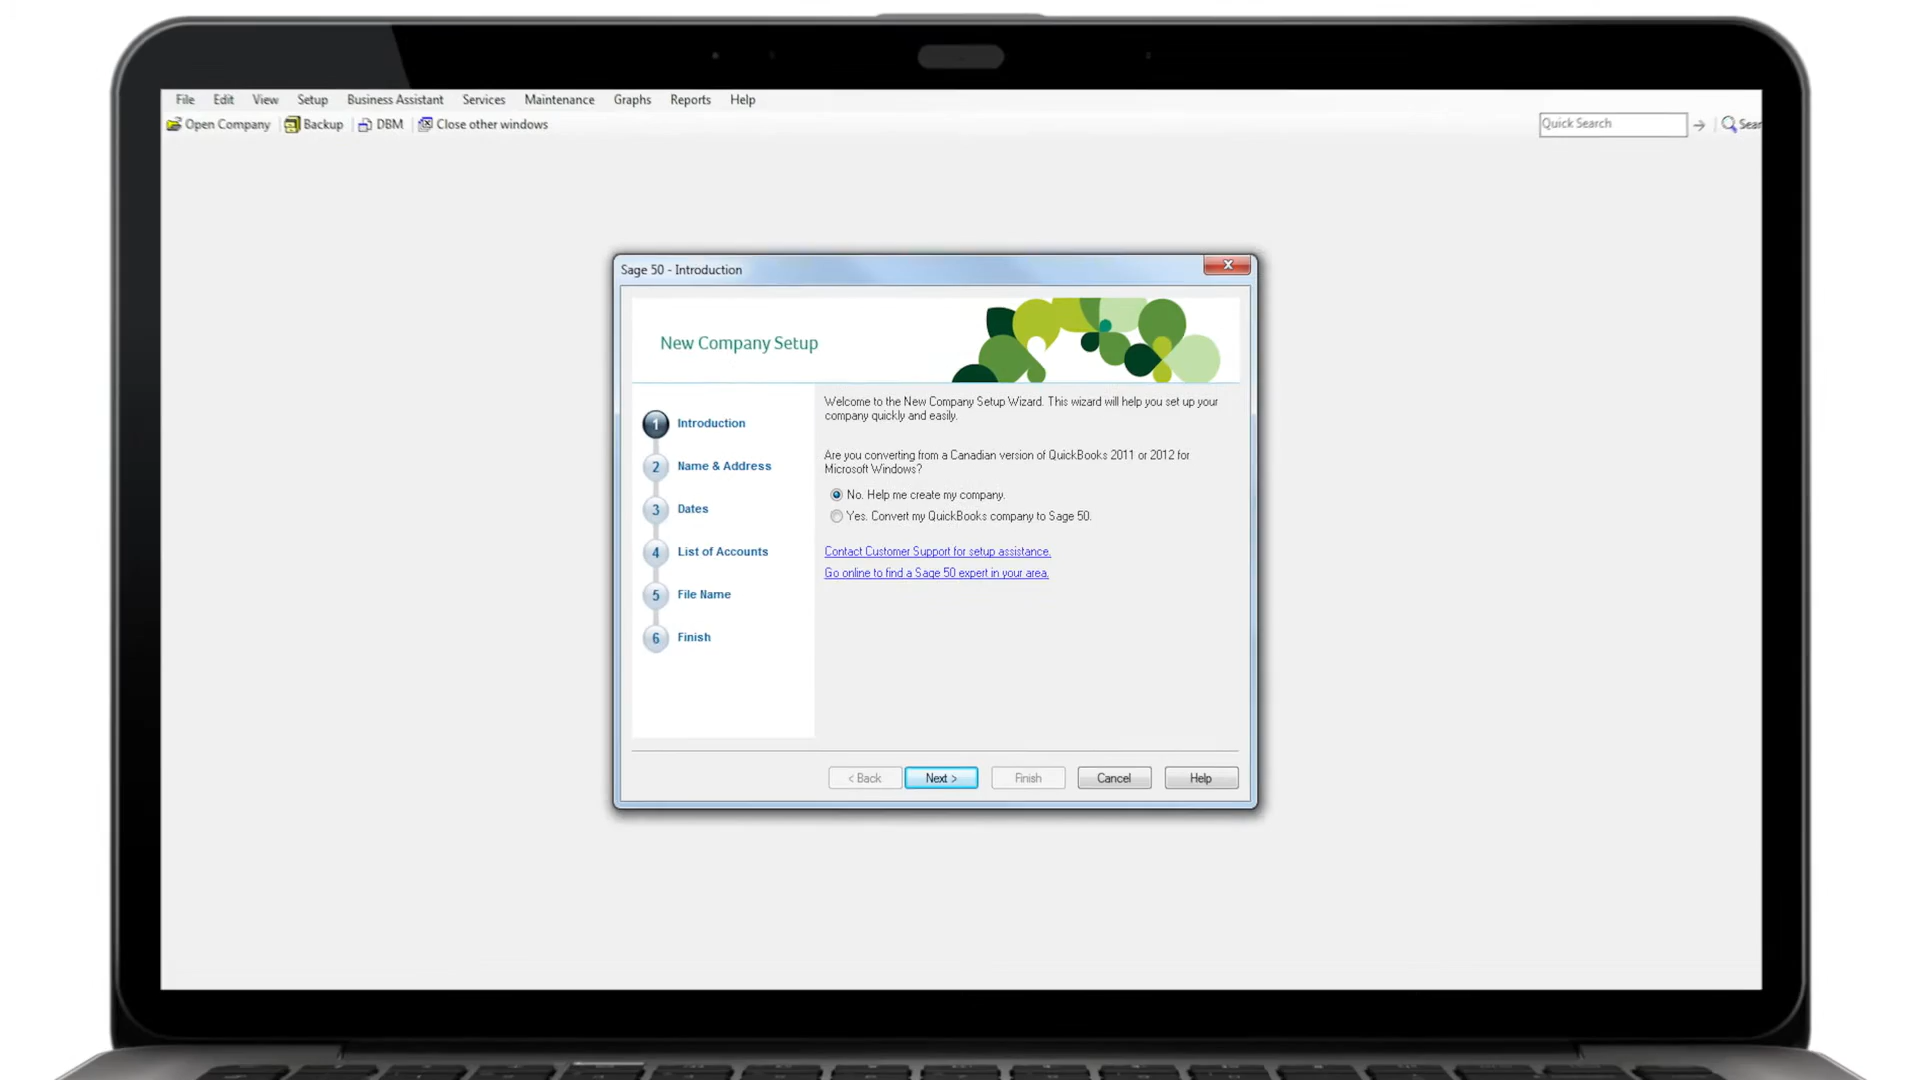 File Edit View Setup Business Assistant Services Maintenance Graphs Reports Help
Open Company Backup DBM Close other windows Quick Search
Sage 50 - Introduction
New Company Setup
1 Introduction
2 Name & Address
3 Dates
4 List of Accounts
5 File Name
6 Finish
Welcome to the New Company Setup Wizard. This wizard will help you set up your
company quickly and easily.
Are you converting from a Canadian version of QuickBooks 2011 or 2012 for
Microsoft Windows?
No. Help me create my company.
Yes. Convert my QuickBooks company to Sage 50.
Contact Customer Support for setup assistance.
Go online to find a Sage 50 expert in your area.
< Back Next > Finish Cancel Help